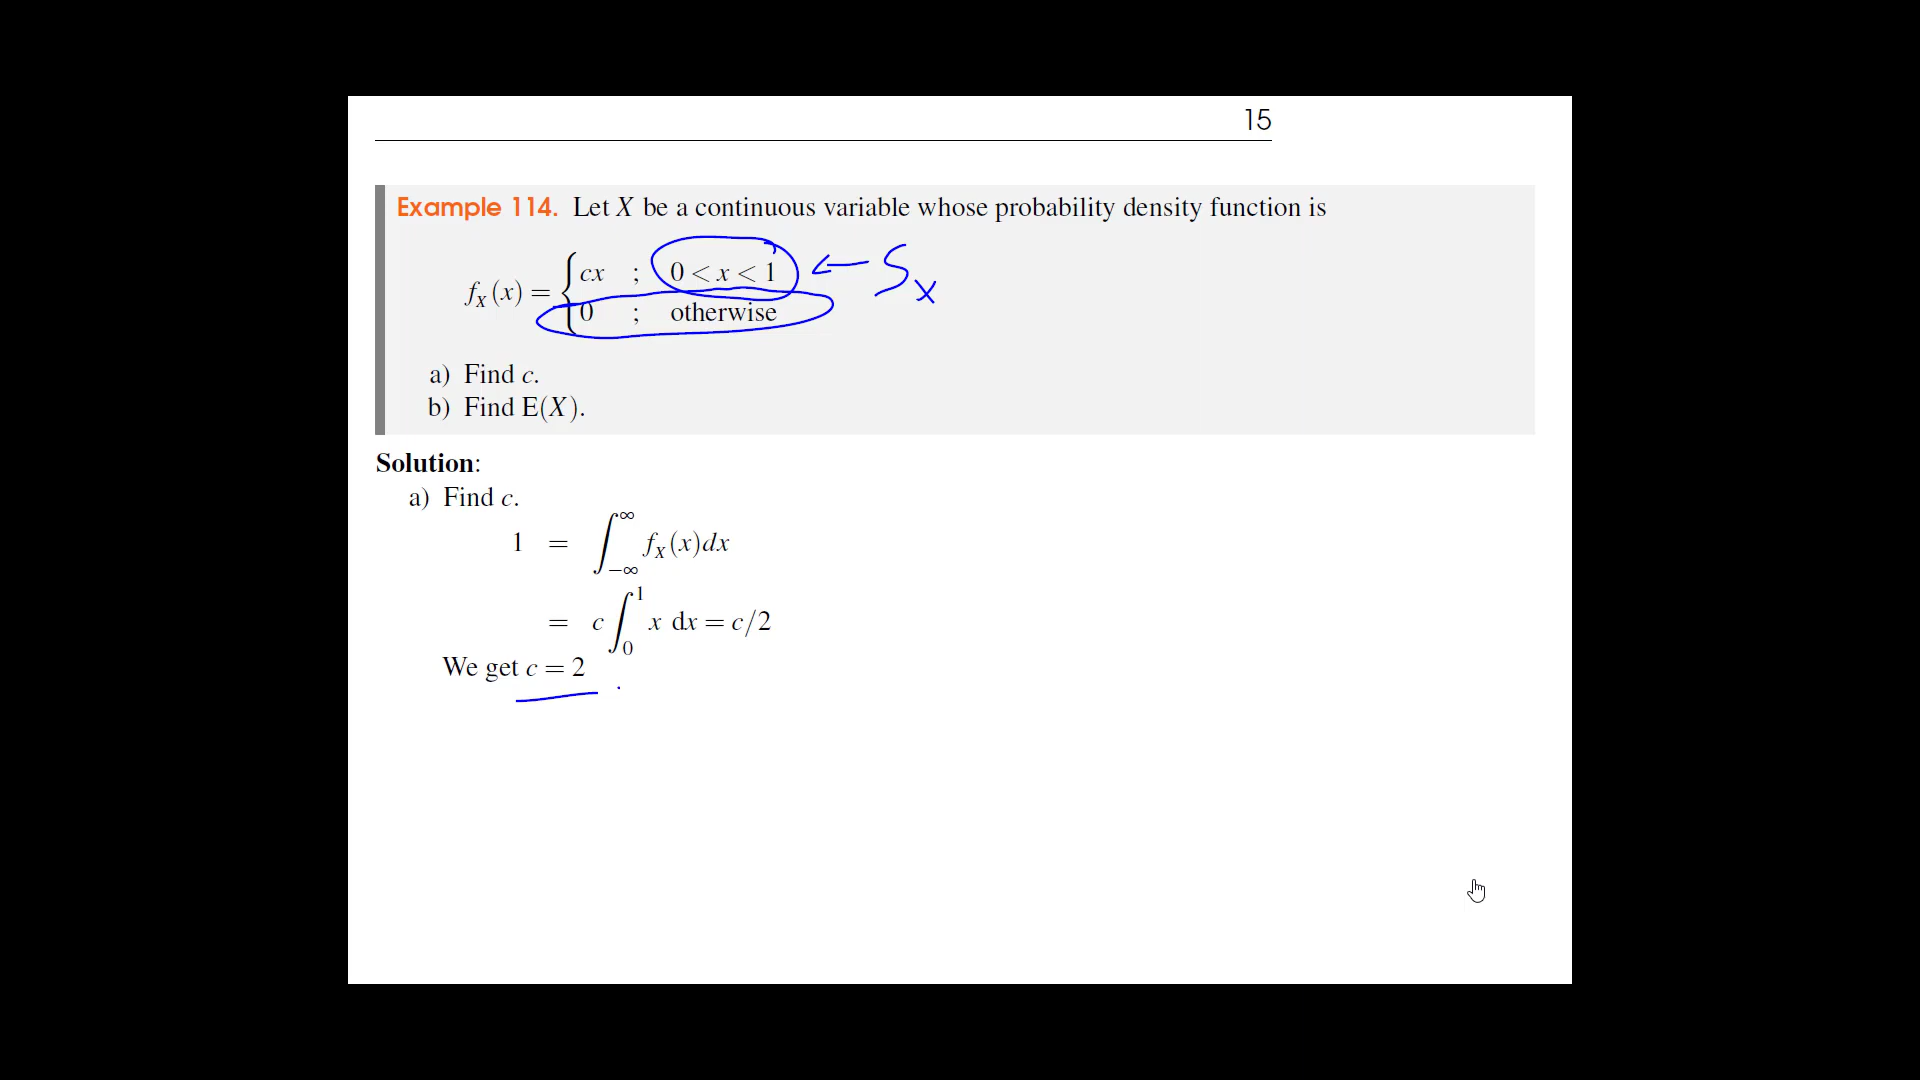 15
Example 114. Let X be a continuous variable whose probability density function is
f_X(x) = { cx ; 0 < x < 1 ← S_X
0 ; otherwise
a) Find c.
b) Find E(X).
Solution:
a) Find c.
1 = ∫_{-∞}^{∞} f_X(x)dx
= c ∫_0^1 x dx = c/2
We get c = 2